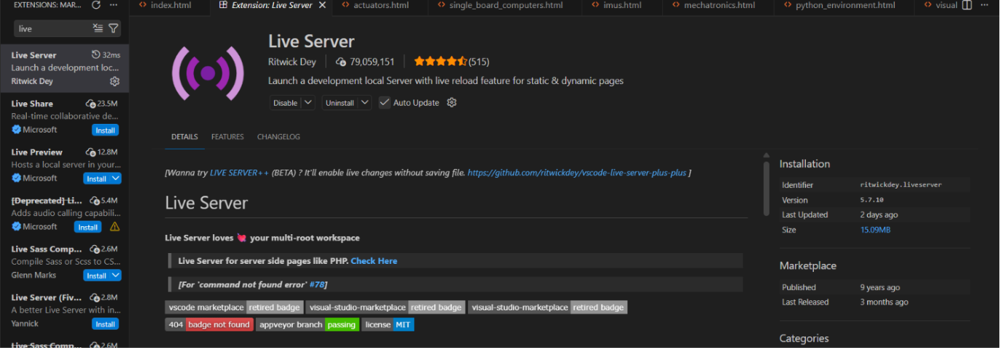 EXTENSIONS: MAR...
index.html
Extension: Live Server
actuators.html
single_board_computers.html
imus.html
mechatronics.html
python_environment.html
visual
live
Live Server 32ms
Launch a development loc...
Ritwick Dey
Live Share 23.5M
Real-time collaborative de...
Microsoft Install
Live Preview 12.8M
Hosts a local server in your...
Microsoft Install
[Deprecated] Li... 5.4M
Adds audio calling capabili...
Microsoft Install
Live Sass Comp... 2.6M
Compile Sass or Scss to CS...
Glenn Marks Install
Live Server (Fiv... 2.8M
A better Live Server with in...
Yannick Install
Live Sass Comp... 2.6M
Live Server
Ritwick Dey 79,059,151 (515)
Launch a development local Server with live reload feature for static & dynamic pages
Disable Uninstall Auto Update
DETAILS FEATURES CHANGELOG
[Wanna try LIVE SERVER++ (BETA) ? It'll enable live changes without saving file. https://github.com/ritwickdey/vscode-live-server-plus-plus ]
Live Server
Live Server loves 💘 your multi-root workspace
Live Server for server side pages like PHP. Check Here
[For 'command not found error' #78]
vscode marketplace retired badge visual-studio-marketplace retired badge visual-studio-marketplace retired badge
404 badge not found appveyor branch passing license MIT
Installation
Identifier ritwickdey.liveserver
Version 5.7.10
Last Updated 2 days ago
Size 15.09MB
Marketplace
Published 9 years ago
Last Released 3 months ago
Categories